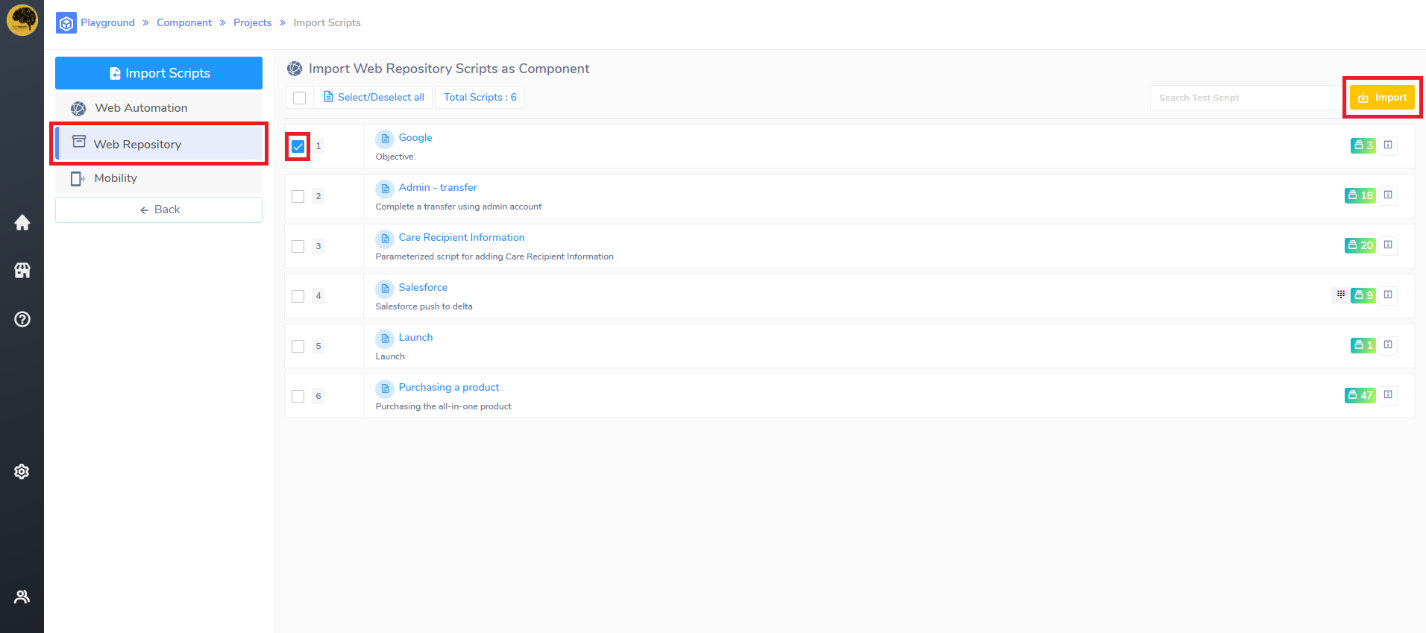 Playground » Component » Projects » Import Scripts
Import Scripts
Web Automation
Web Repository
Mobility
← Back
Import Web Repository Scripts as Component
Select/Deselect all
Total Scripts : 6
Search Test Script
Import
1
Google
Objective.
3
2
Admin - transfer
Complete a transfer using admin account
18
3
Care Recipient Information
Parameterized script for adding Care Recipient Information
20
4
Salesforce
Salesforce push to delta
9
5
Launch
Launch
1
6
Purchasing a product
Purchasing the all-in-one product
47